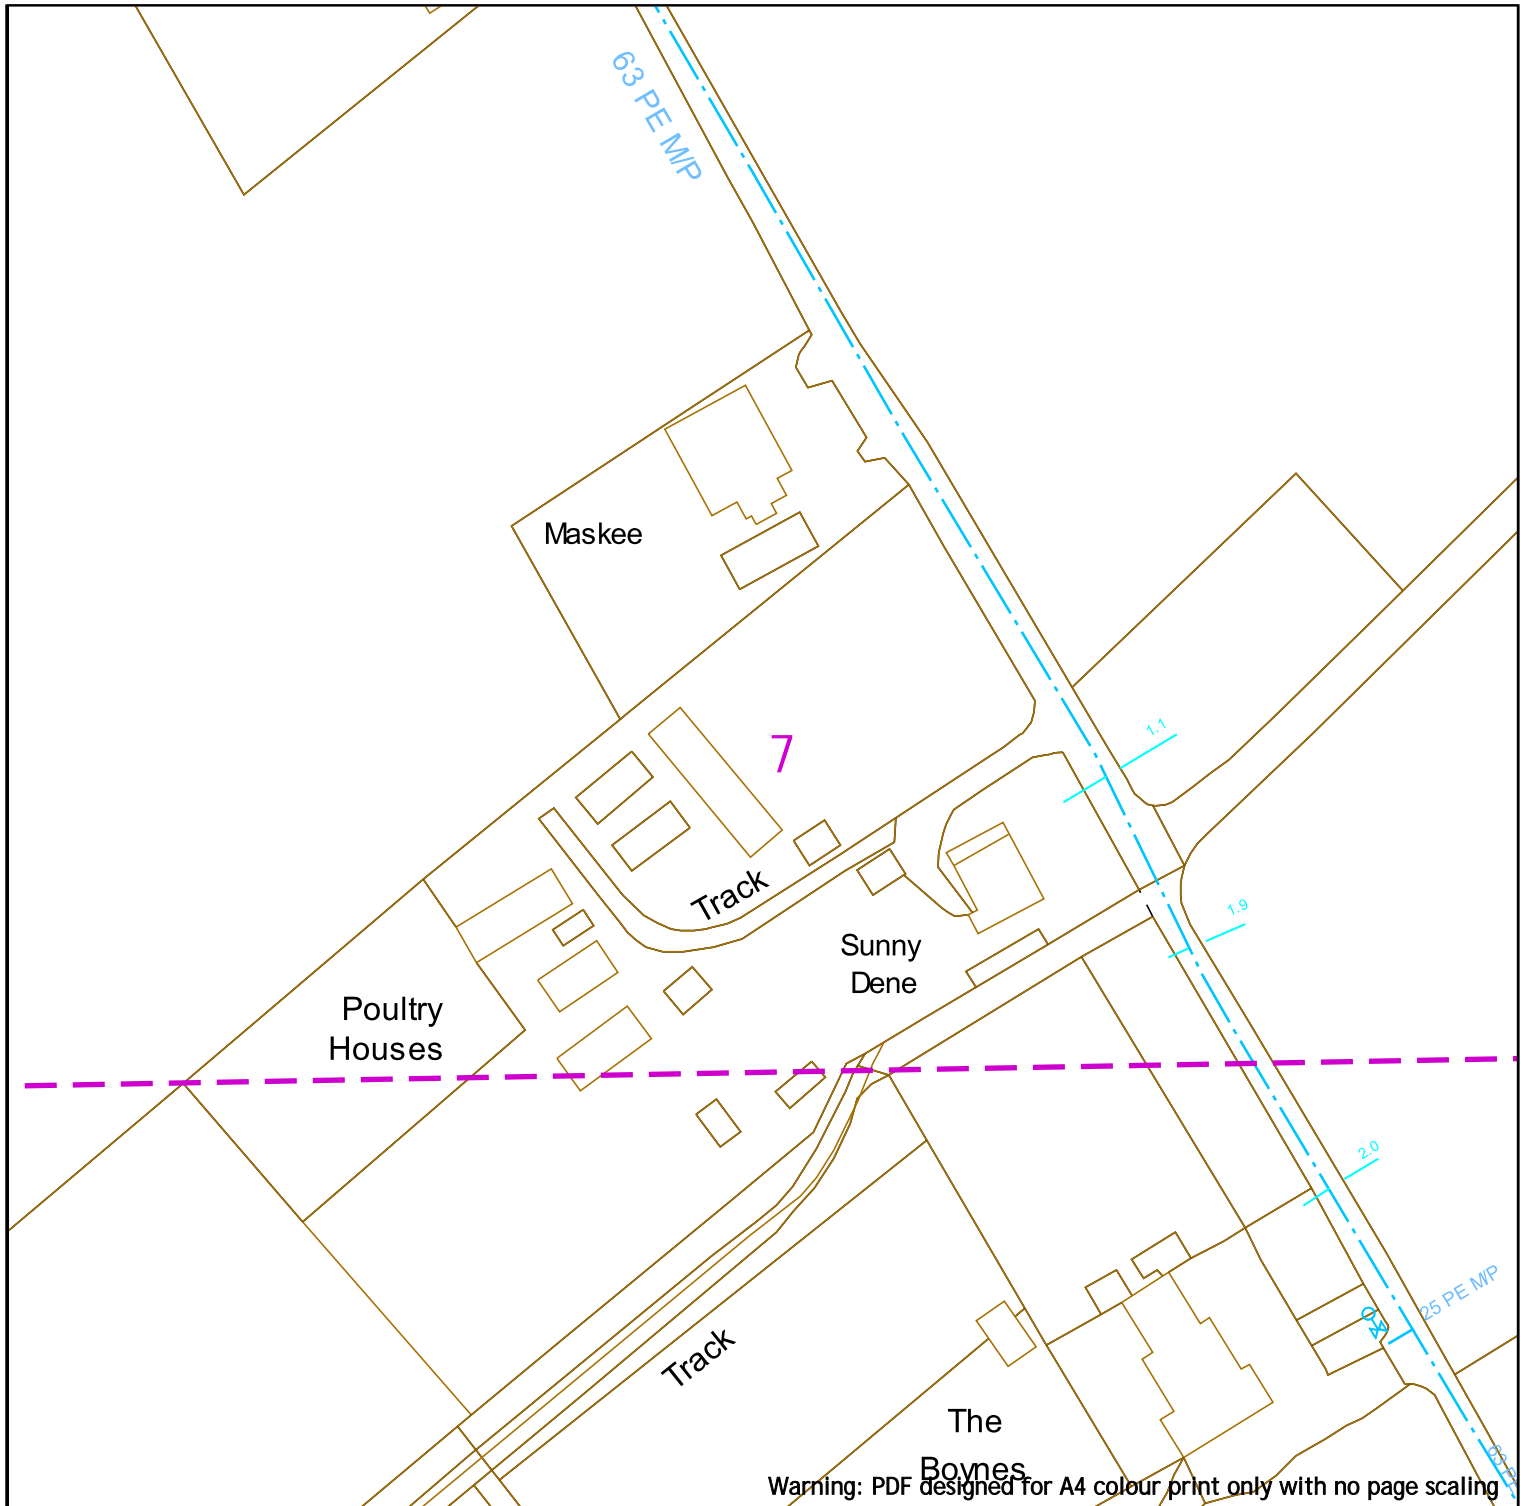 63 PE M/P
Maskee
1.1
7
Track
1.9
Sunny
Dene
Poultry
Houses
2.0
25 PE M/P
Track
The
Boynes
63 P
Warning: PDF designed for A4 colour print only with no page scaling